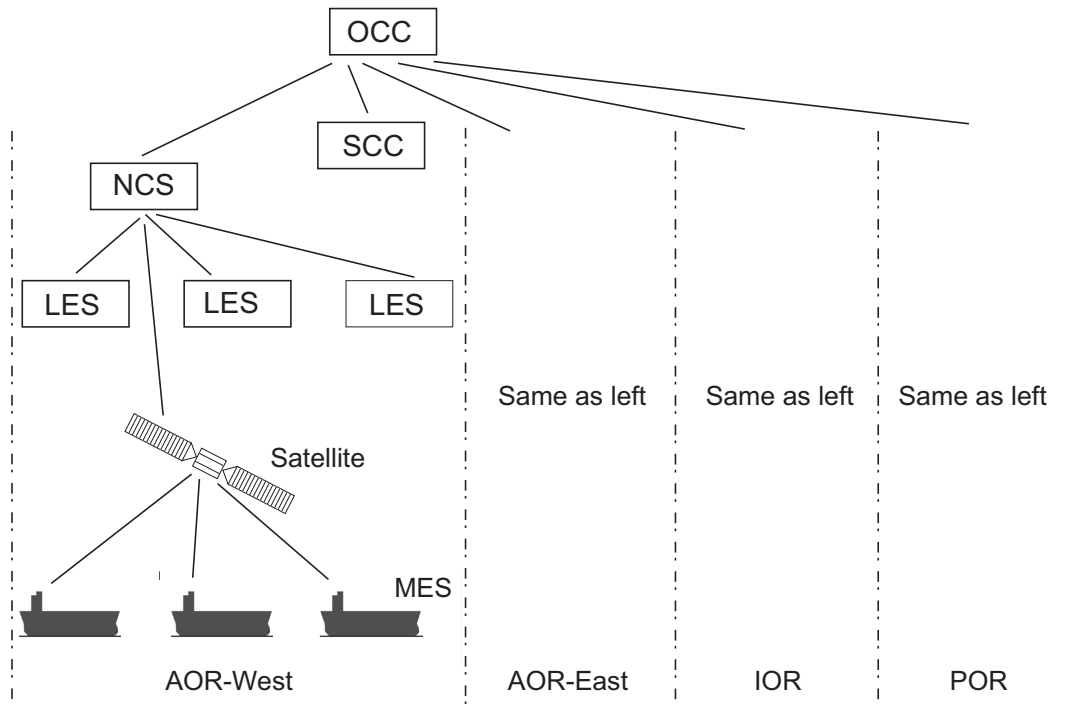 OCC
SCC
NCS
LES
LES
LES
Same as left
Same as left
Same as left
Satellite
MES
AOR-West
AOR-East
IOR
POR